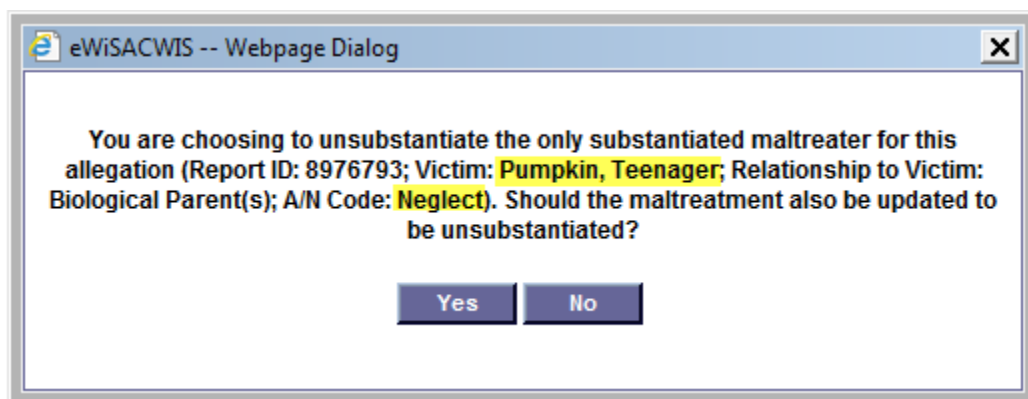 eWiSACWIS -- Webpage Dialog
You are choosing to unsubstantiate the only substantiated maltreater for this
allegation (Report ID: 8976793; Victim: Pumpkin, Teenager; Relationship to Victim:
Biological Parent(s); A/N Code: Neglect). Should the maltreatment also be updated to
be unsubstantiated?
Yes No